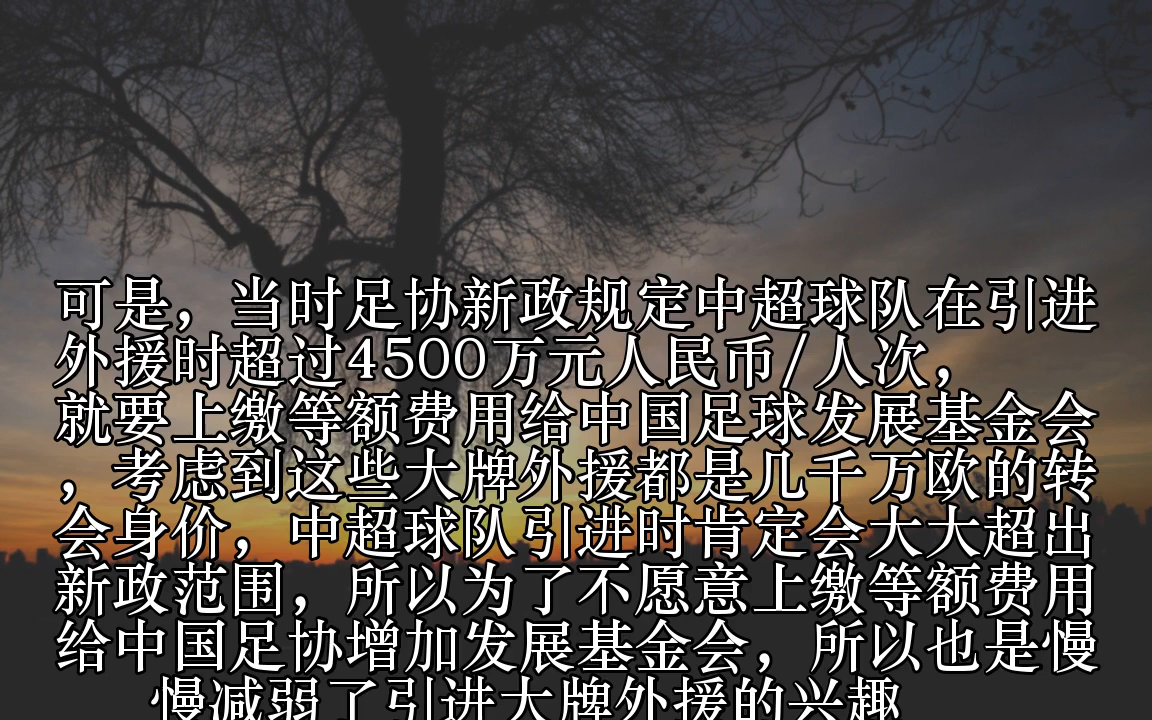 可是，当时足协新政规定中超球队在引进
外援时超过4500万元人民币/人次，
就要上缴等额费用给中国足球发展基金会
，考虑到这些大牌外援都是几千万欧的转
会身价，中超球队引进时肯定会大大超出
新政范围，所以为了不愿意上缴等额费用
给中国足协增加发展基金会，所以也是慢
慢减弱了引进大牌外援的兴趣